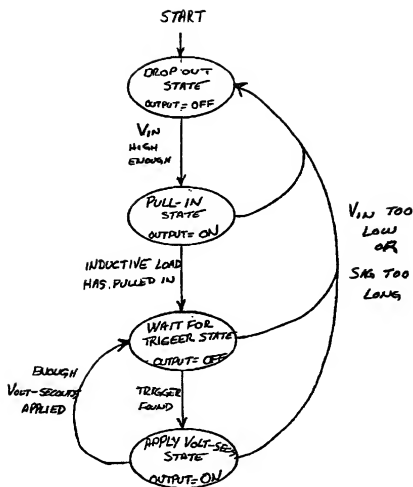 START
DROP OUT
STATE
OUTPUT = OFF
VIN
HIGH
ENOUGH
PULL-IN
STATE
OUTPUT = ON
VIN TOO
LOW
OR
SAG TOO
LONG
INDUCTIVE LOAD
HAS PULLED IN
WAIT FOR
TRIGGER STATE
OUTPUT = OFF
ENOUGH
VOLT-SECONDS
APPLIED
TRIGGER
FOUND
APPLY VOLT-SEC.
STATE
OUTPUT = ON